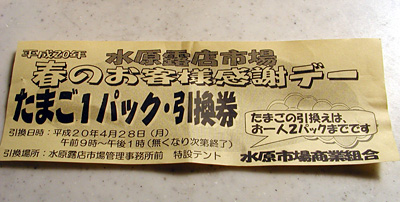 平成20年
水原露店市場
春のお客様感謝デー
たまご1パック・引換券
引換日時：平成20年4月28日（月）
午前9時～午後1時（無くなり次第終了）
引換場所：水原露店市場管理事務所前　特設テント
たまごの引換えは、
お一人2パックまでです
水原市場商業組合